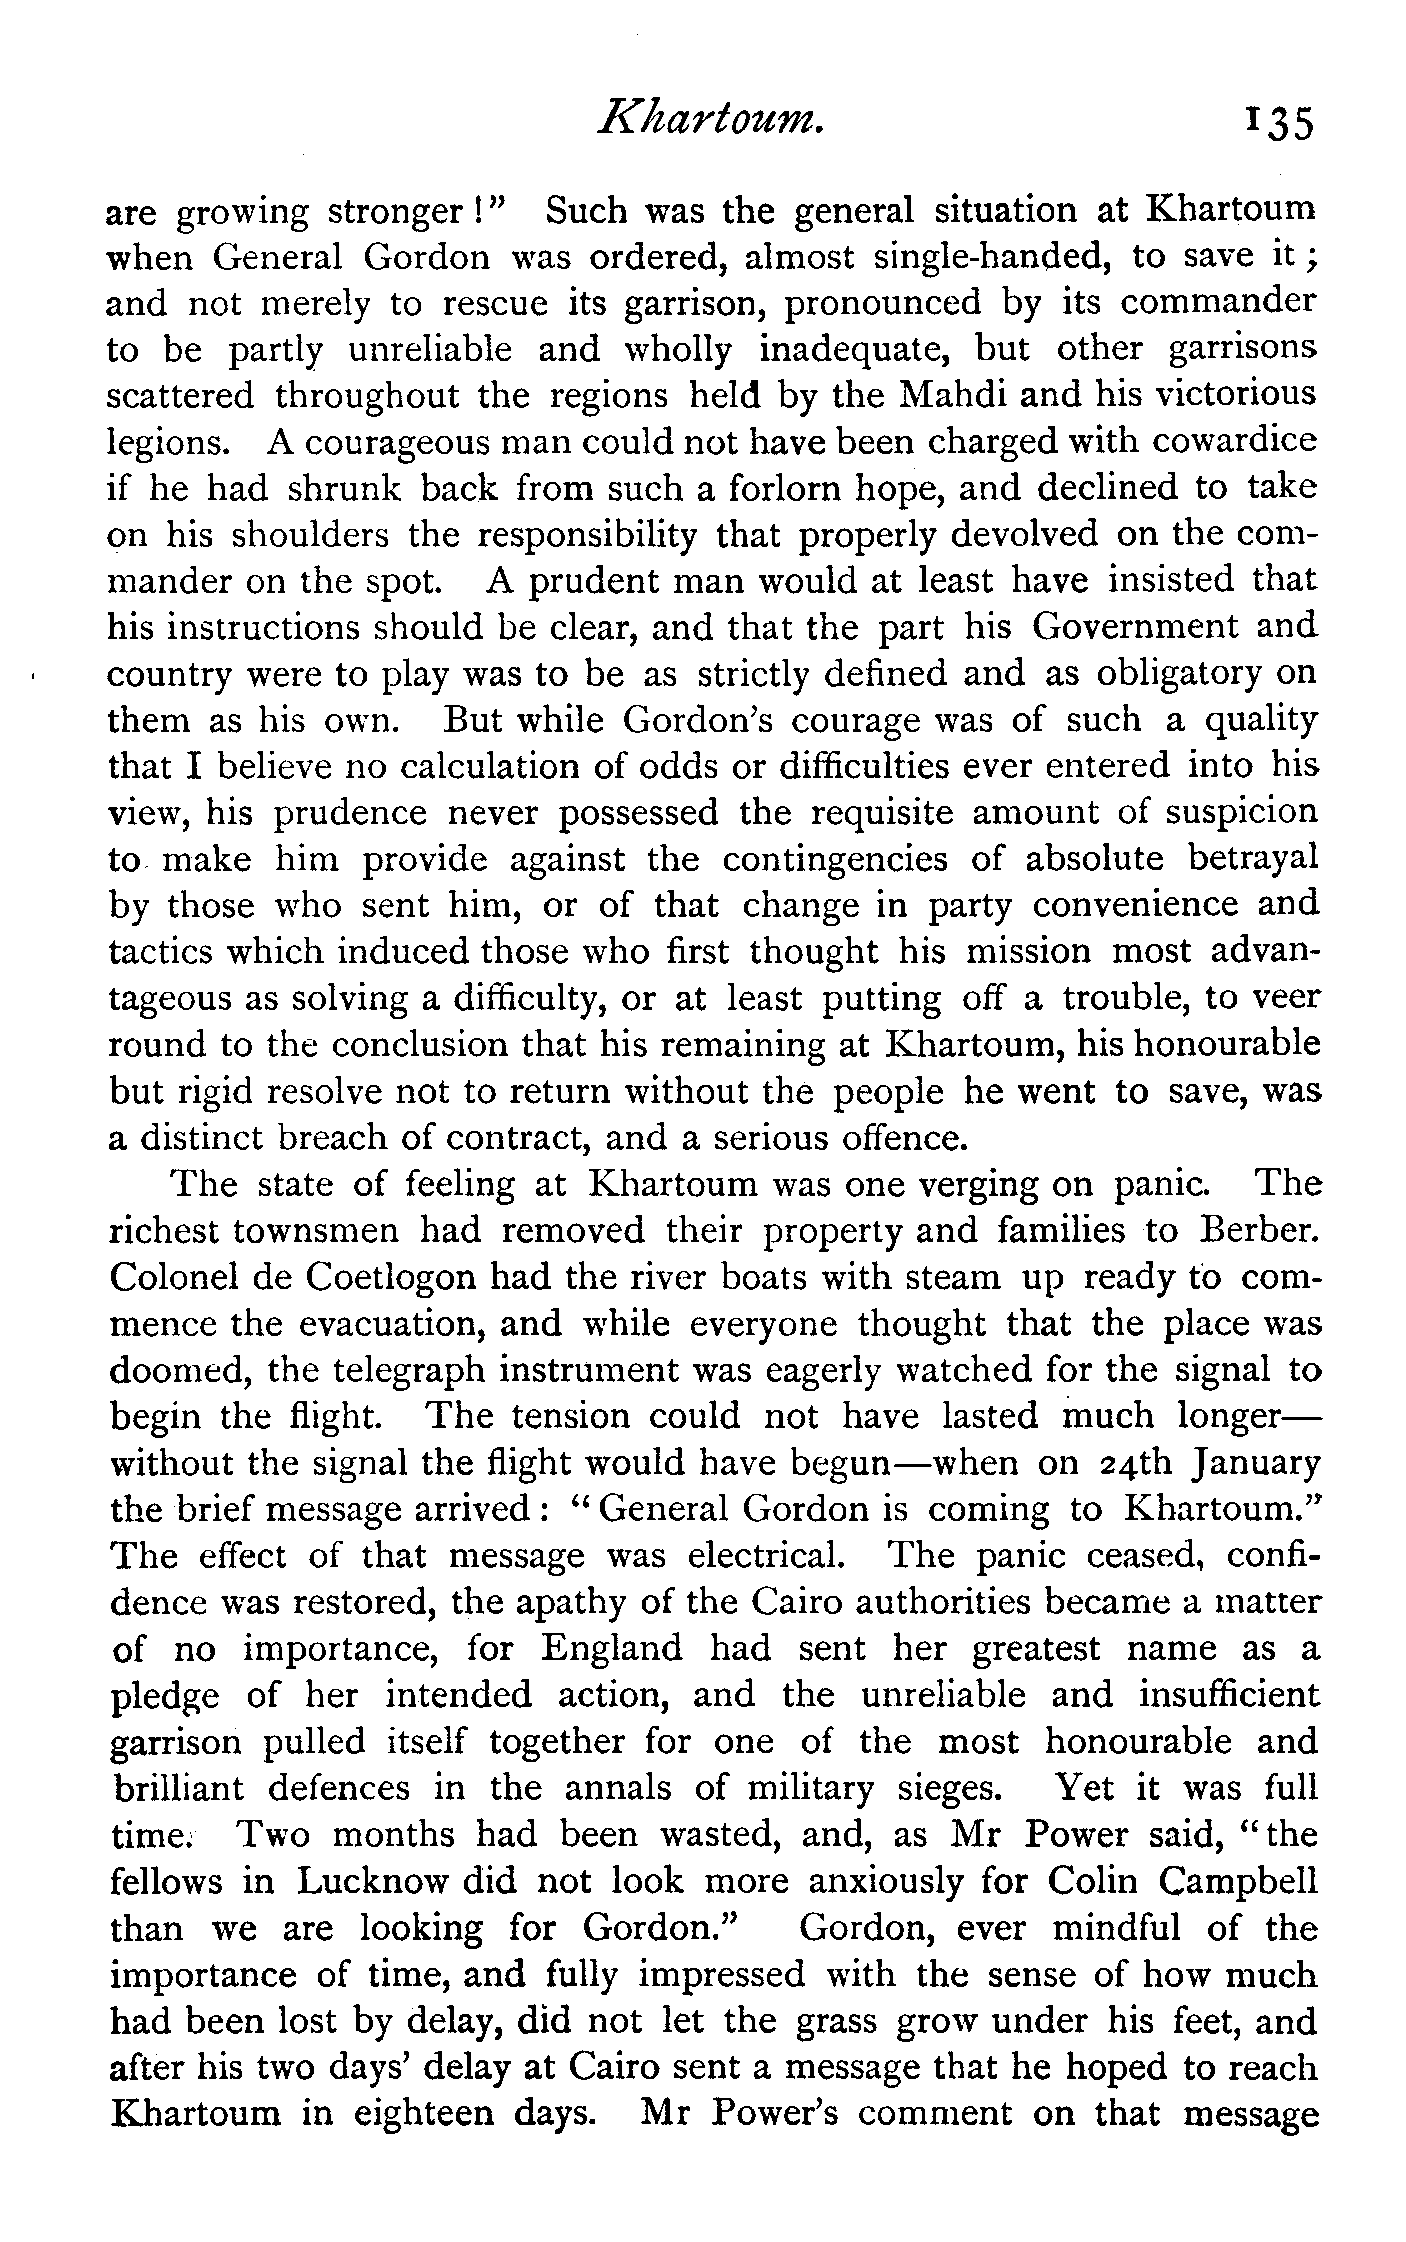 Khartoum. 135
are growing stronger!" Such was the general situation at Khartoum
when General Gordon was ordered, almost single-handed, to save it;
and not merely to rescue its garrison, pronounced by its commander
to be partly unreliable and wholly inadequate, but other garrisons
scattered throughout the regions held by the Mahdi and his victorious
legions. A courageous man could not have been charged with cowardice
if he had shrunk back from such a forlorn hope, and declined to take
on his shoulders the responsibility that properly devolved on the com-
mander on the spot. A prudent man would at least have insisted that
his instructions should be clear, and that the part his Government and
country were to play was to be as strictly defined and as obligatory on
them as his own. But while Gordon's courage was of such a quality
that I believe no calculation of odds or difficulties ever entered into his
view, his prudence never possessed the requisite amount of suspicion
to make him provide against the contingencies of absolute betrayal
by those who sent him, or of that change in party convenience and
tactics which induced those who first thought his mission most advan-
tageous as solving a difficulty, or at least putting off a trouble, to veer
round to the conclusion that his remaining at Khartoum, his honourable
but rigid resolve not to return without the people he went to save, was
a distinct breach of contract, and a serious offence.
The state of feeling at Khartoum was one verging on panic. The
richest townsmen had removed their property and families to Berber.
Colonel de Coetlogon had the river boats with steam up ready to com-
mence the evacuation, and while everyone thought that the place was
doomed, the telegraph instrument was eagerly watched for the signal to
begin the flight. The tension could not have lasted much longer—
without the signal the flight would have begun—when on 24th January
the brief message arrived: "General Gordon is coming to Khartoum."
The effect of that message was electrical. The panic ceased, confi-
dence was restored, the apathy of the Cairo authorities became a matter
of no importance, for England had sent her greatest name as a
pledge of her intended action, and the unreliable and insufficient
garrison pulled itself together for one of the most honourable and
brilliant defences in the annals of military sieges. Yet it was full
time. Two months had been wasted, and, as Mr Power said, "the
fellows in Lucknow did not look more anxiously for Colin Campbell
than we are looking for Gordon." Gordon, ever mindful of the
importance of time, and fully impressed with the sense of how much
had been lost by delay, did not let the grass grow under his feet, and
after his two days' delay at Cairo sent a message that he hoped to reach
Khartoum in eighteen days. Mr Power's comment on that message